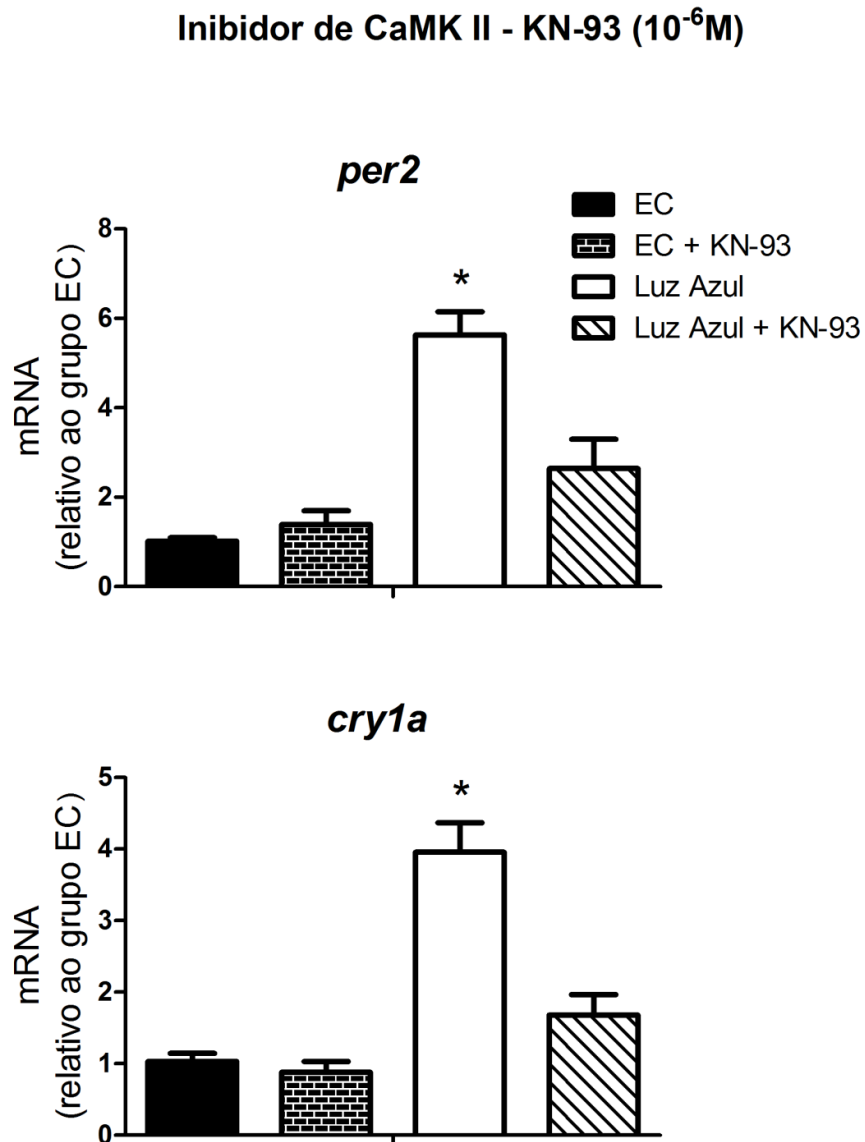 Inibidor de CaMK II - KN-93 (10⁻⁶M)
per2
EC
EC + KN-93
Luz Azul
Luz Azul + KN-93
mRNA
(relativo ao grupo EC)
8
6
4
2
0
*
cry1a
mRNA
(relativo ao grupo EC)
5
4
3
2
1
0
*